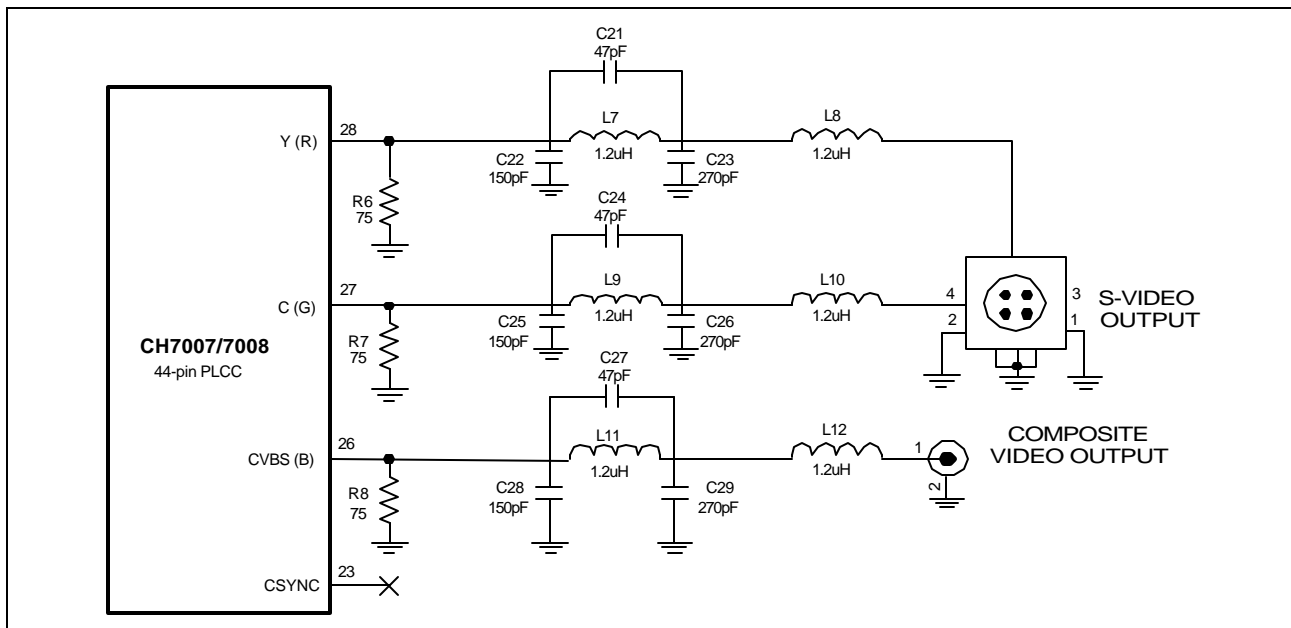 C21
47pF
Y (R)
28
L7
1.2uH
L8
1.2uH
C22
150pF
C23
270pF
R6
75
C24
47pF
C (G)
27
L9
1.2uH
L10
1.2uH
C25
150pF
C26
270pF
R7
75
4
2
3
1
S-VIDEO
OUTPUT
CH7007/7008
44-pin PLCC
C27
47pF
CVBS (B)
26
L11
1.2uH
L12
1.2uH
C28
150pF
C29
270pF
R8
75
1
2
COMPOSITE
VIDEO OUTPUT
CSYNC
23